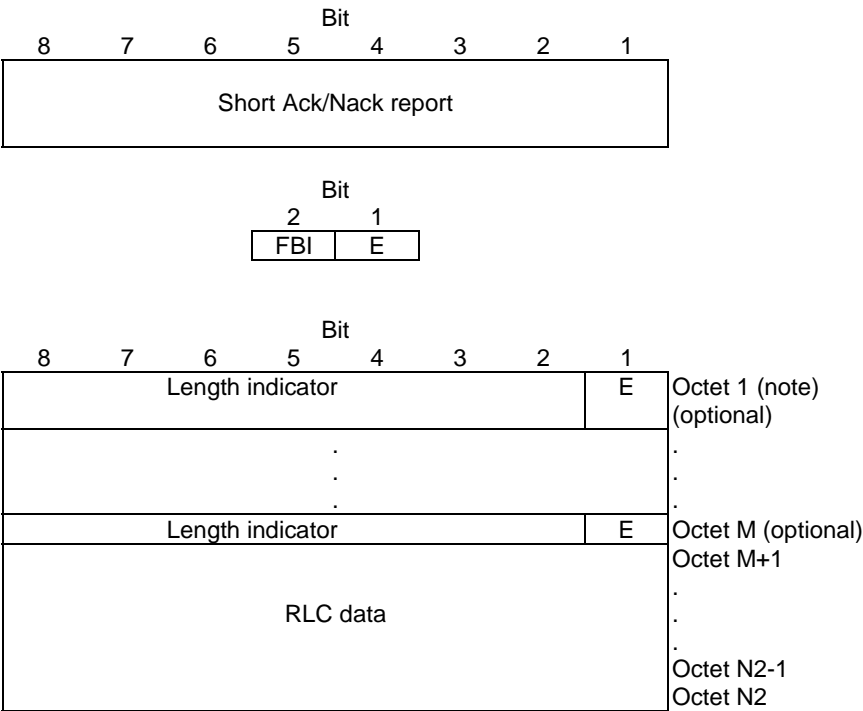 Bit
8 7 6 5 4 3 2 1
Short Ack/Nack report
Bit
2 1
FBI E
Bit
8 7 6 5 4 3 2 1
Length indicator E Octet 1 (note)
(optional)
. .
. .
. .
Length indicator E Octet M (optional)
Octet M+1
.
RLC data .
.
Octet N2-1
Octet N2